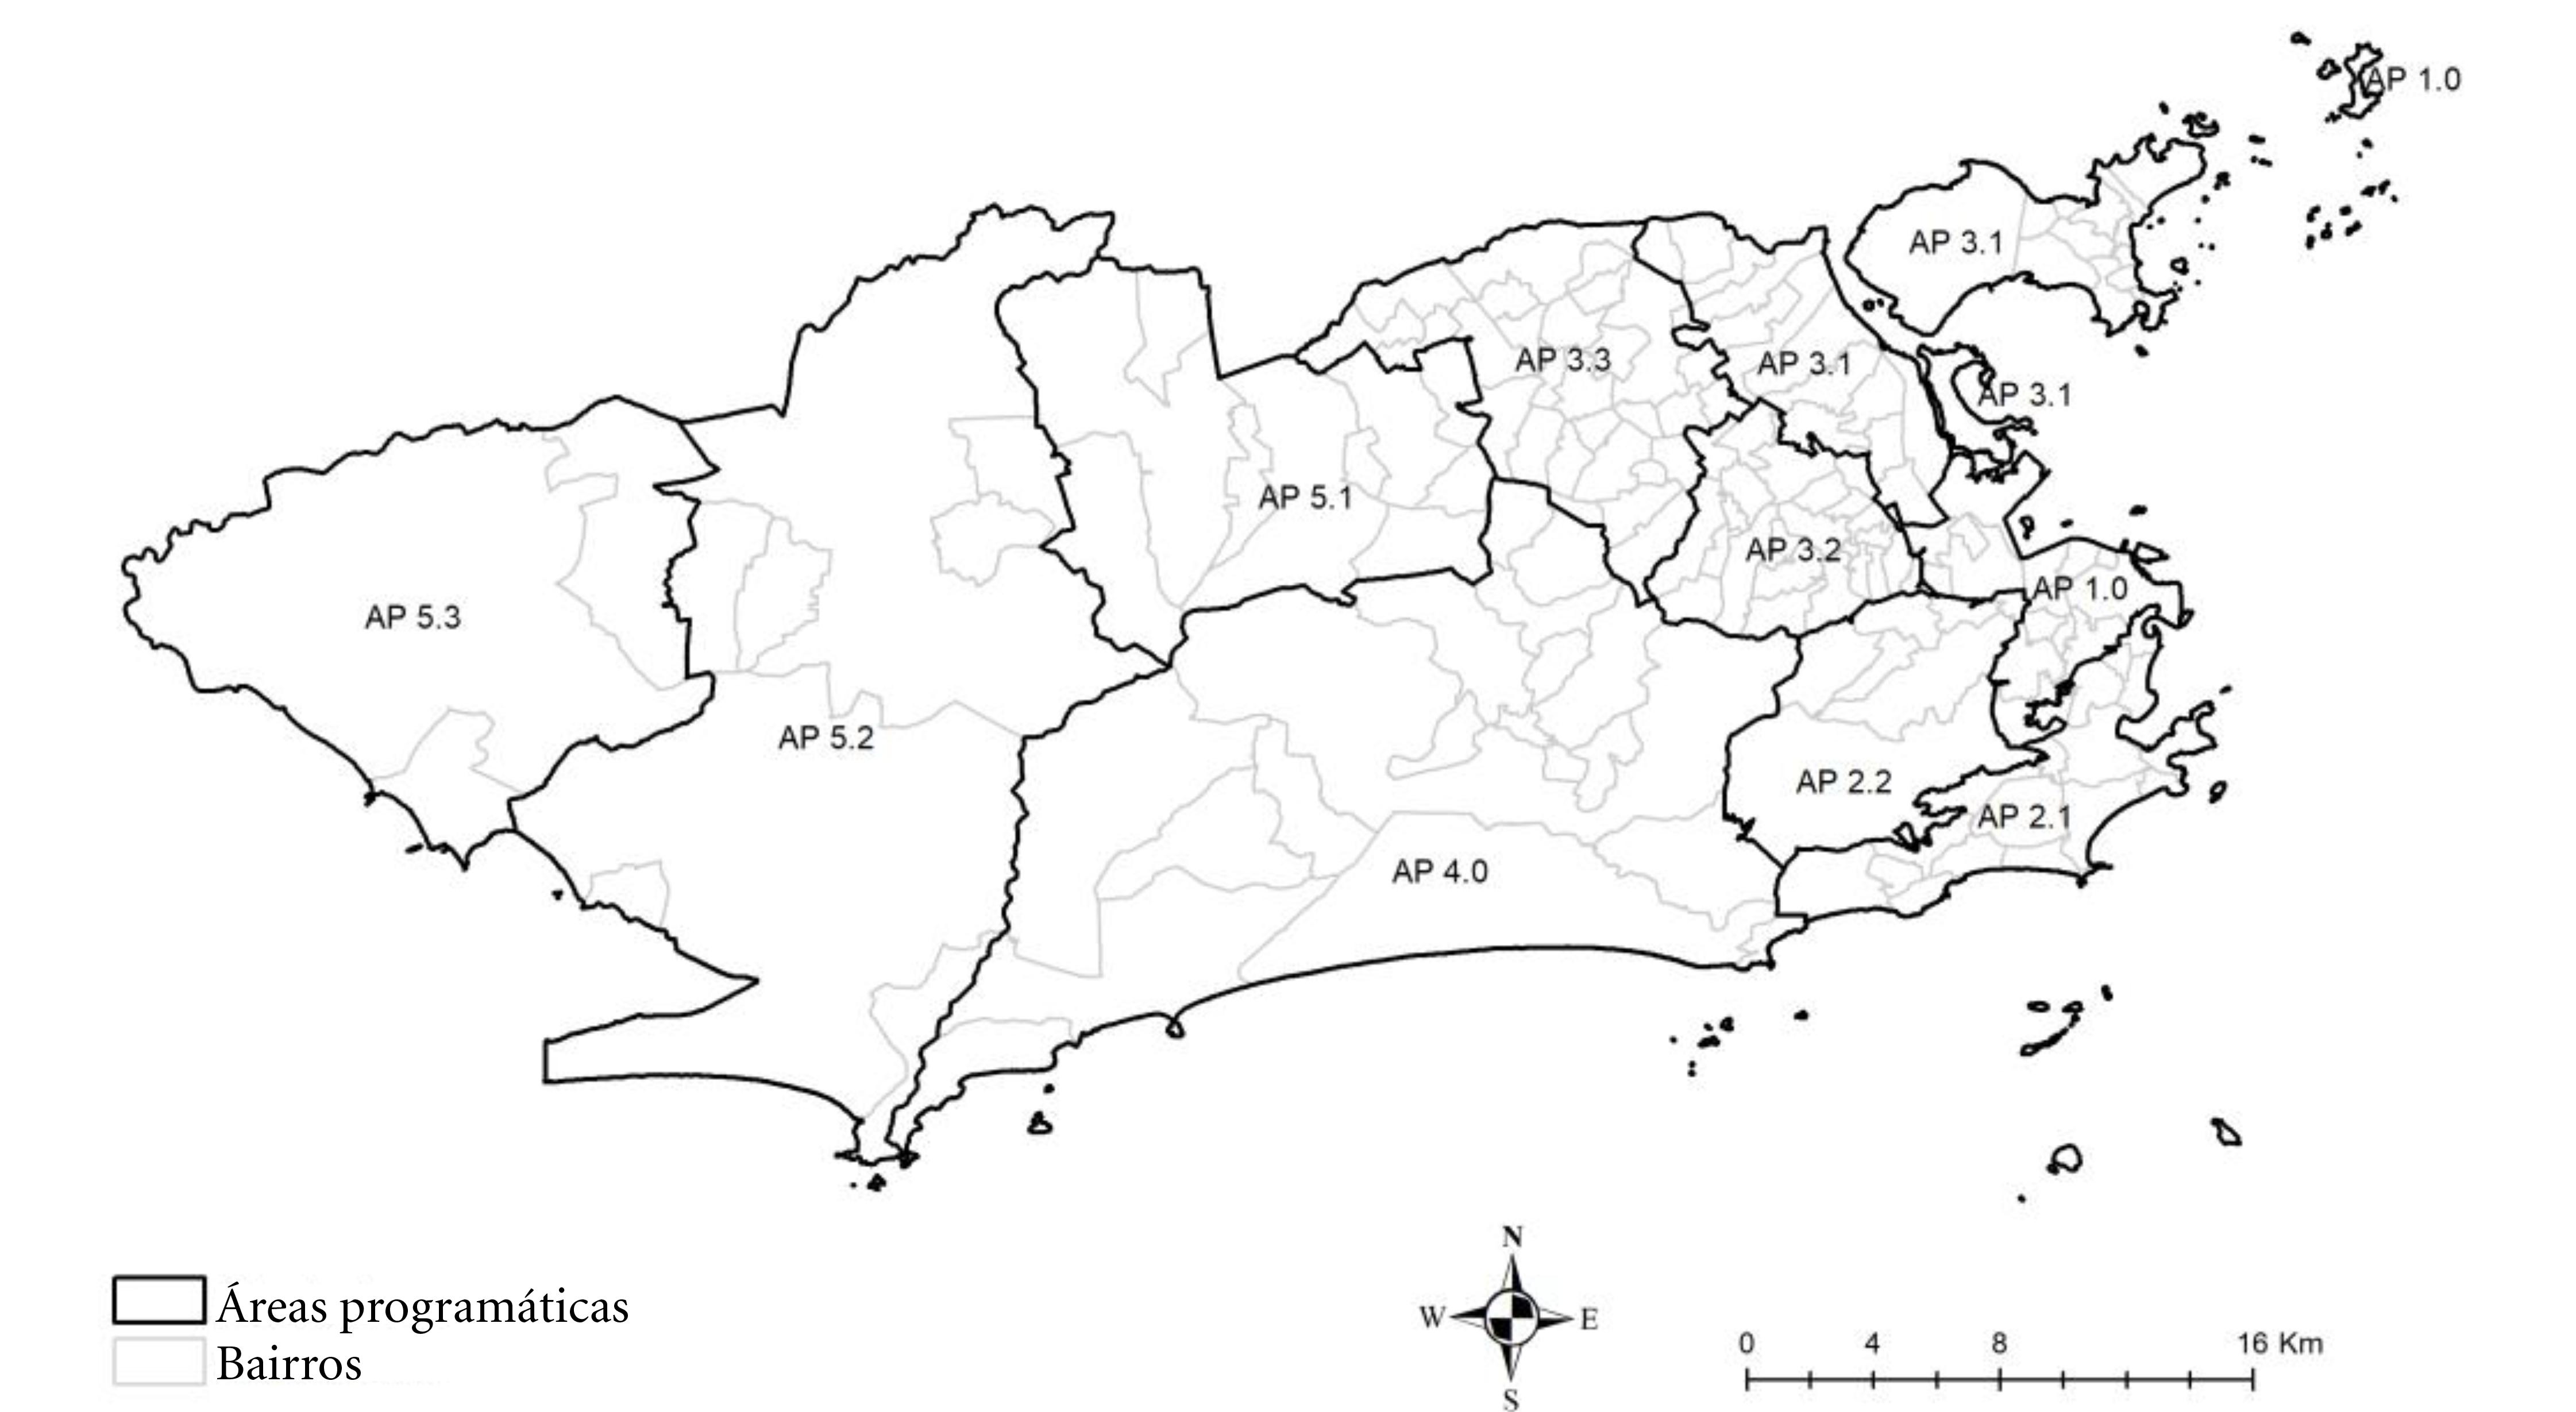 AP 1.0
AP 3.1
AP 3.3
AP 3.1
AP 3.1
AP 5.1
AP 3.2
AP 1.0
AP 5.3
AP 5.2
AP 2.2
AP 2.1
AP 4.0
N
W
E
S
Áreas programáticas
Bairros
0 4 8 16 Km